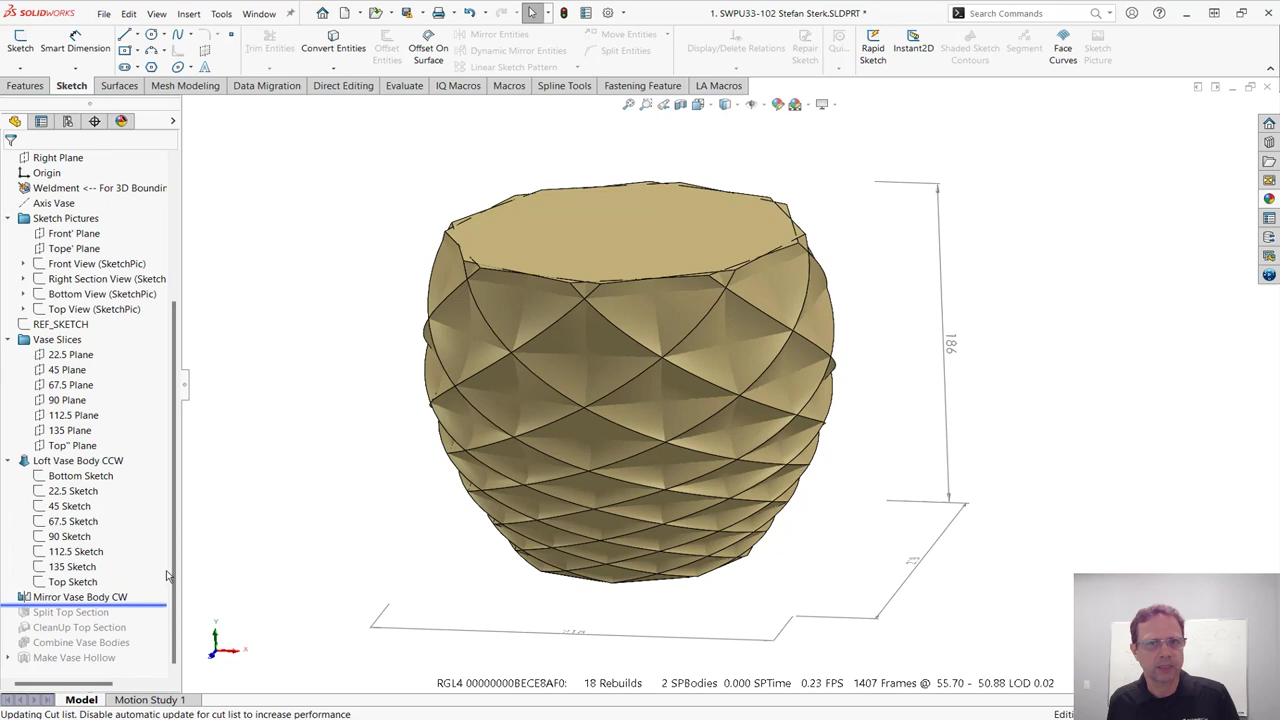 SOLIDWORKS File Edit View Insert Tools Window 1. SWPU33-102 Stefan Sterk.SLDPRT * Search Commands
Sketch Smart Dimension Trim Entities Convert Entities Offset Entities Offset On Surface Mirror Entities Move Entities Display/Delete Relations Repair Sketch Qui... Rapid Sketch Instant2D Shaded Sketch Contours Segment Face Curves Sketch Picture
Dynamic Mirror Entities Split Entities
Linear Sketch Pattern
Features Sketch Surfaces Mesh Modeling Data Migration Direct Editing Evaluate IQ Macros Macros Spline Tools Fastening Feature LA Macros
Right Plane
Origin
Weldment <-- For 3D Boundin
Axis Vase
Sketch Pictures
Front' Plane
Tope' Plane
Front View (SketchPic)
Right Section View (Sketch
Bottom View (SketchPic)
Top View (SketchPic)
REF_SKETCH
Vase Slices
22.5 Plane
45 Plane
67.5 Plane
90 Plane
112.5 Plane
135 Plane
Top'' Plane
Loft Vase Body CCW
Bottom Sketch
22.5 Sketch
45 Sketch
67.5 Sketch
90 Sketch
112.5 Sketch
135 Sketch
Top Sketch
Mirror Vase Body CW
Split Top Section
CleanUp Top Section
Combine Vase Bodies
Make Vase Hollow
186
Y
X
Z
RGL4 00000000BECE8AF0: 18 Rebuilds 2 SPBodies 0.000 SPTime 0.23 FPS 1407 Frames @ 55.70 - 50.88 LOD 0.02
Model Motion Study 1
Updating Cut list. Disable automatic update for cut list to increase performance